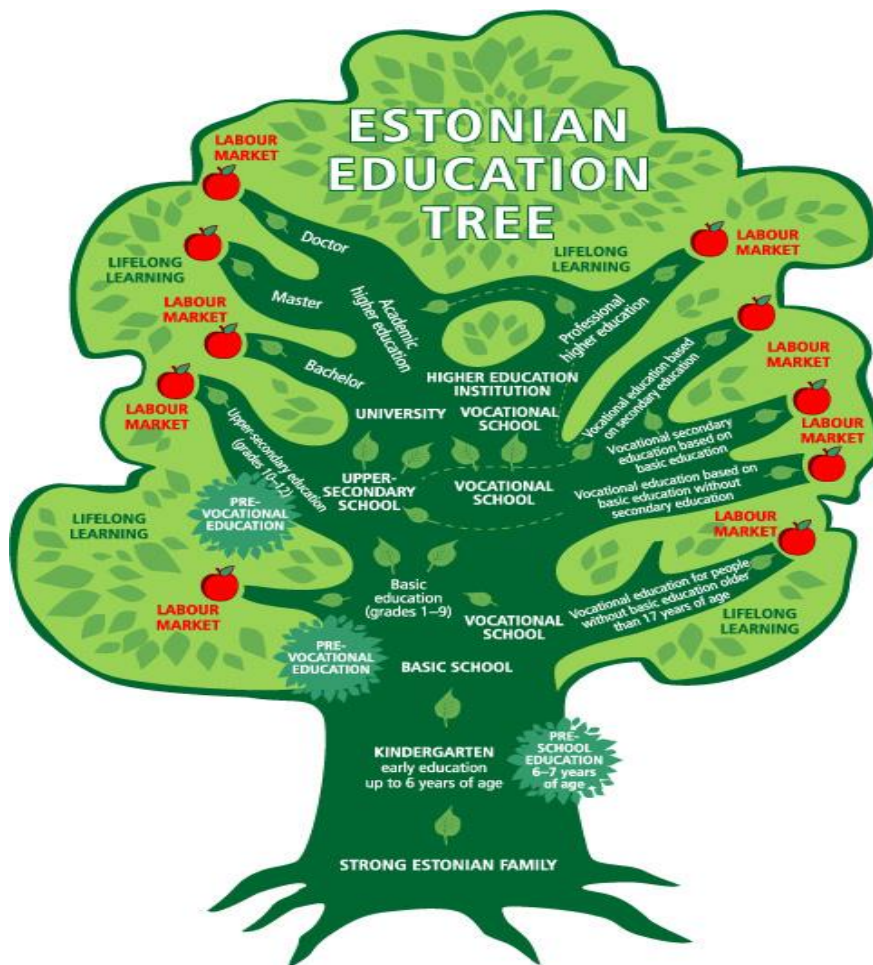 ESTONIAN
EDUCATION
TREE
LABOUR
MARKET
Doctor
LIFELONG
LEARNING
LIFELONG
LEARNING
LABOUR
MARKET
Master
Academic
higher education
Professional
higher education
LABOUR
MARKET
Bachelor
HIGHER EDUCATION
INSTITUTION
UNIVERSITY
VOCATIONAL
SCHOOL
Vocational education based
on secondary education
LABOUR
MARKET
LABOUR
MARKET
Upper-secondary education
(grades 10–12)
UPPER-
SECONDARY
SCHOOL
VOCATIONAL
SCHOOL
Vocational secondary
education based on
basic education
LABOUR
MARKET
Vocational education based on
basic education without
secondary education
PRE-
VOCATIONAL
EDUCATION
LIFELONG
LEARNING
LABOUR
MARKET
LABOUR
MARKET
Basic
education
(grades 1–9)
VOCATIONAL
SCHOOL
Vocational education for people
without basic education older
than 17 years of age
LIFELONG
LEARNING
PRE-
VOCATIONAL
EDUCATION
BASIC SCHOOL
KINDERGARTEN
early education
up to 6 years of age
PRE-
SCHOOL
EDUCATION
6–7 years
of age
STRONG ESTONIAN FAMILY